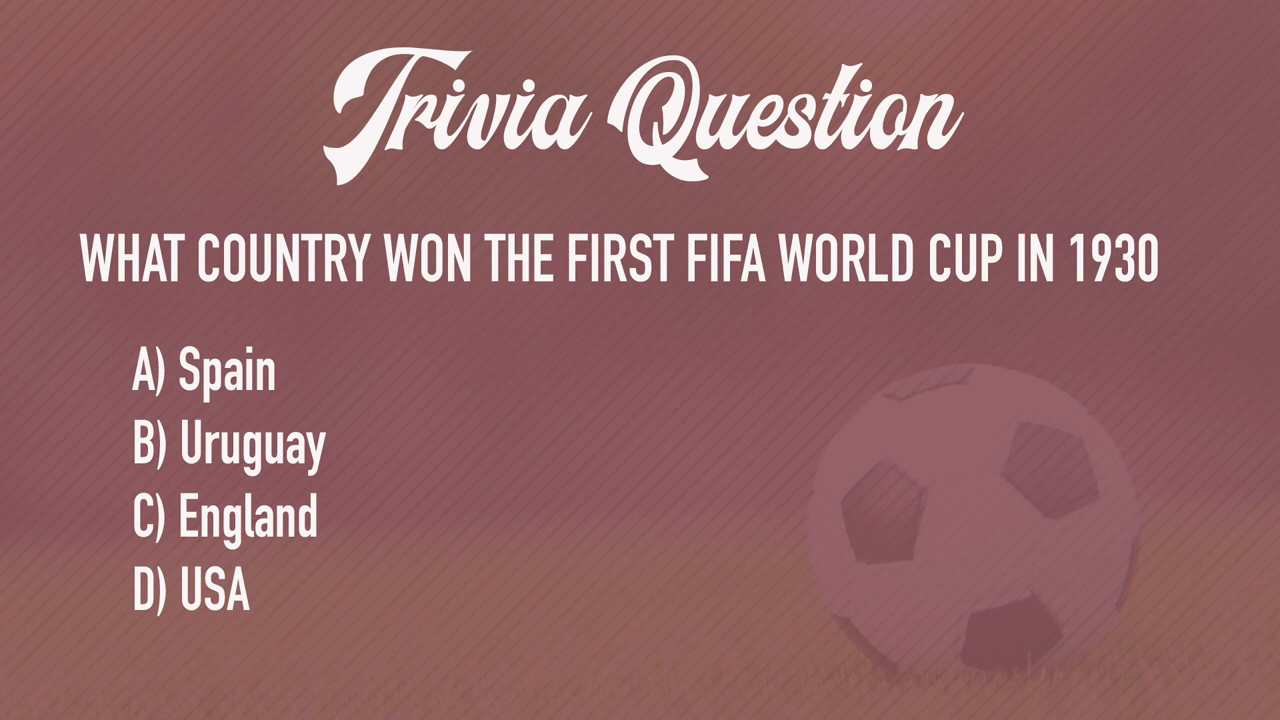 Trivia Question
WHAT COUNTRY WON THE FIRST FIFA WORLD CUP IN 1930
A) Spain
B) Uruguay
C) England
D) USA